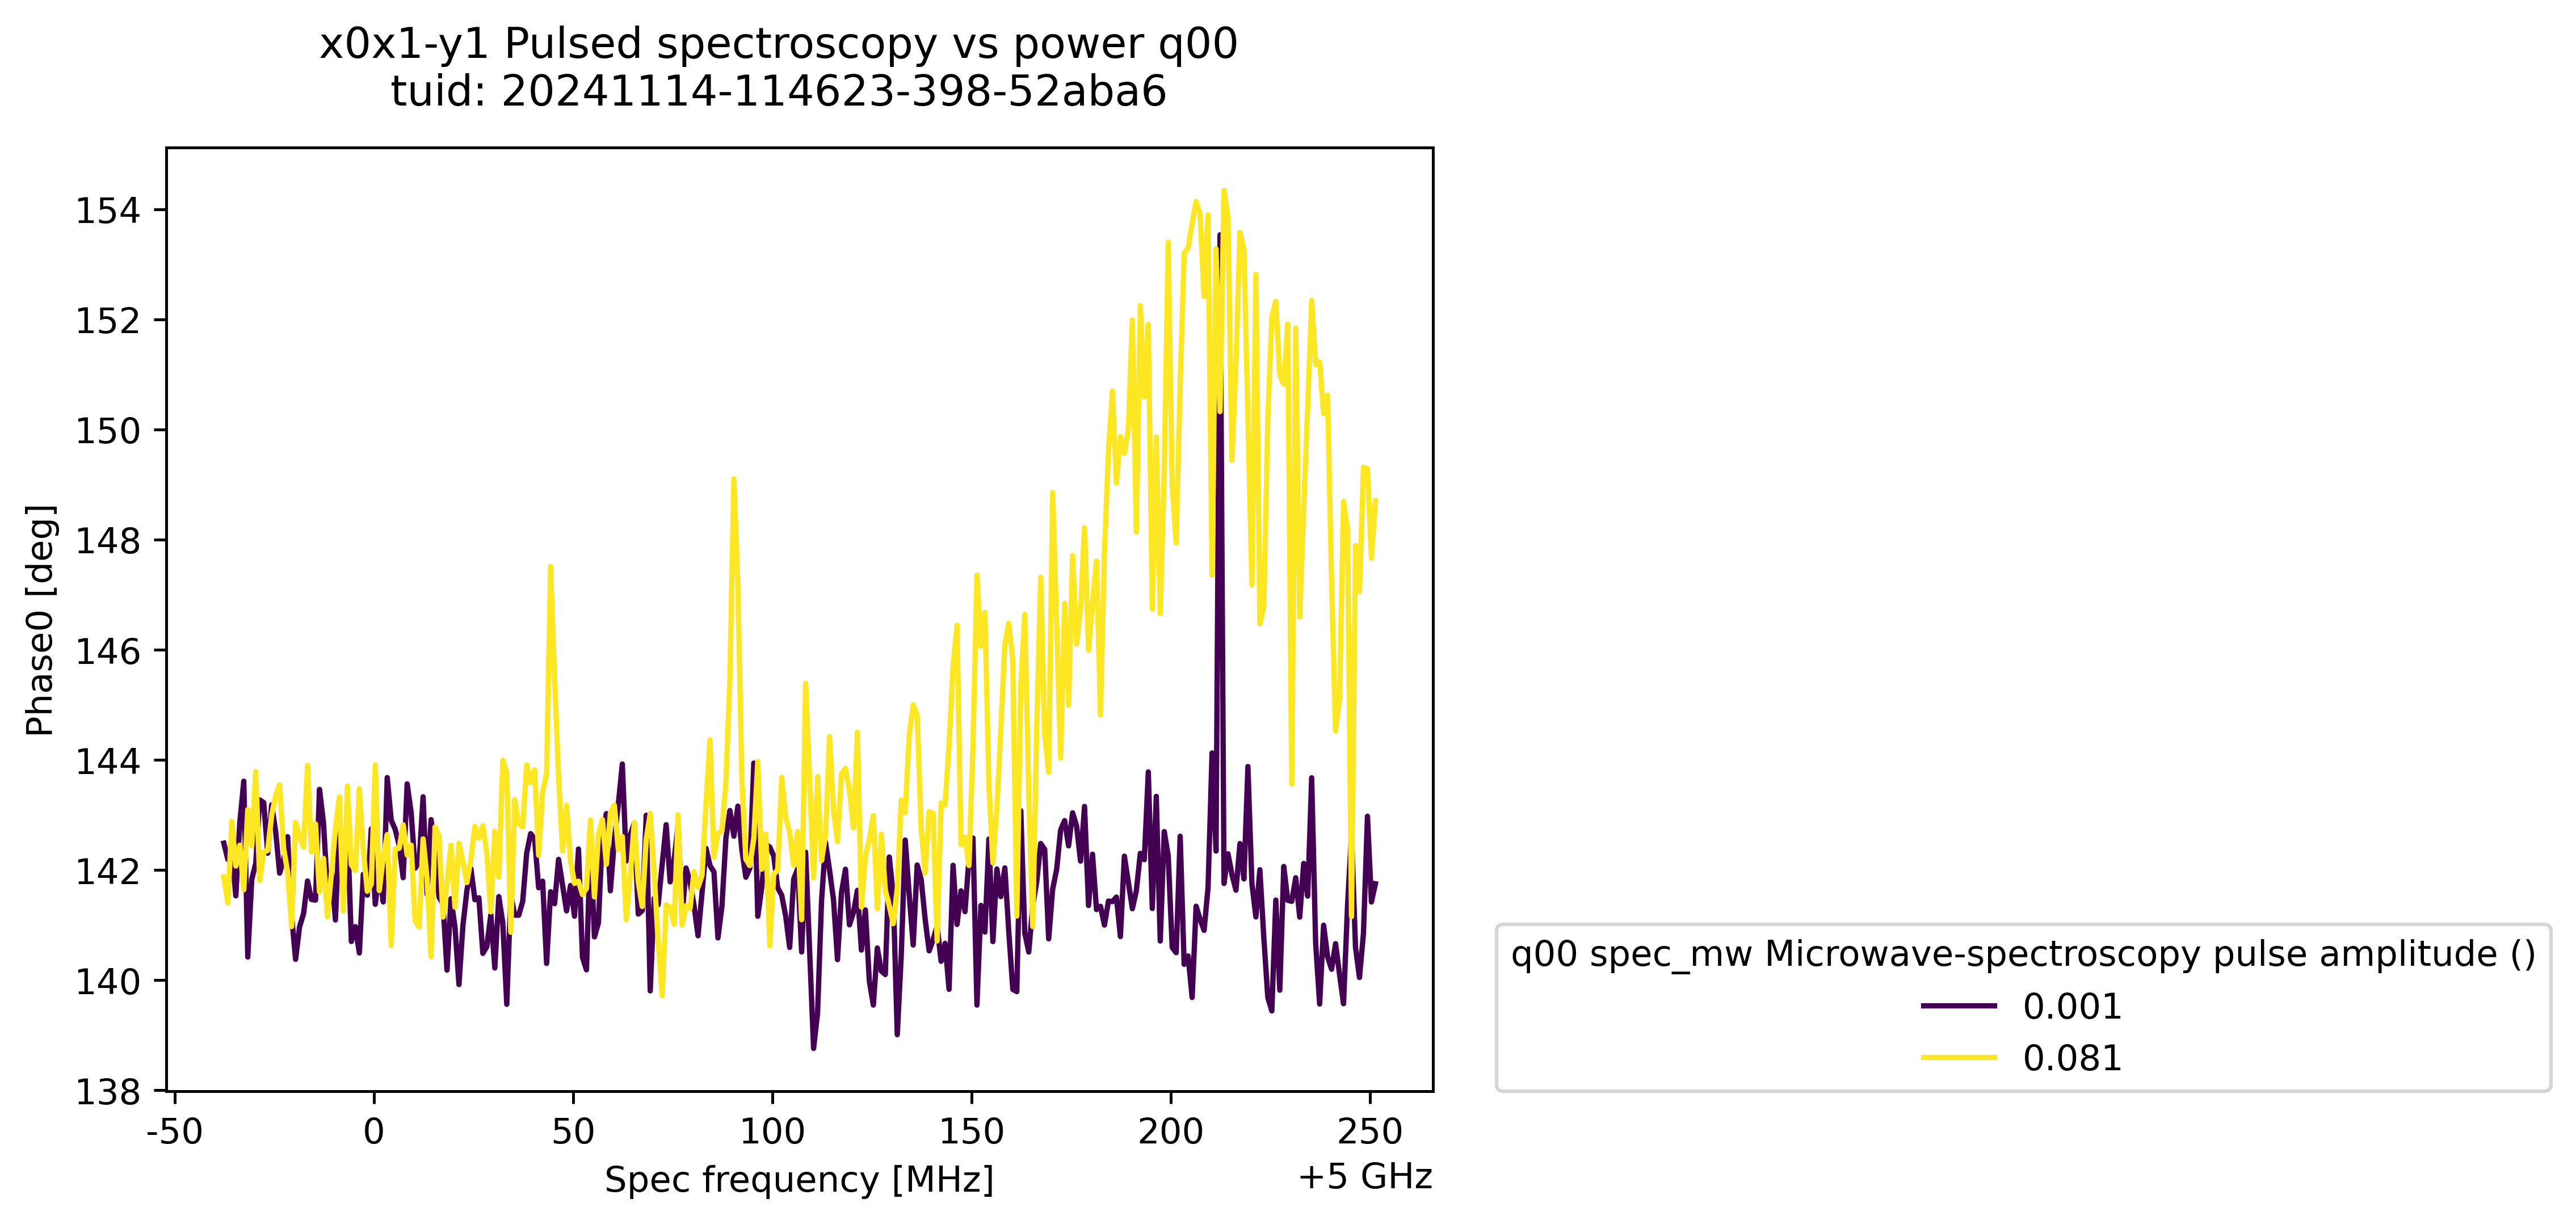 x0x1-y1 Pulsed spectroscopy vs power q00
tuid: 20241114-114623-398-52aba6
Phase0 [deg]
154
152
150
148
146
144
142
140
138
-50 0 50 100 150 200 250
Spec frequency [MHz]
+5 GHz
q00 spec_mw Microwave-spectroscopy pulse amplitude ()
0.001
0.081